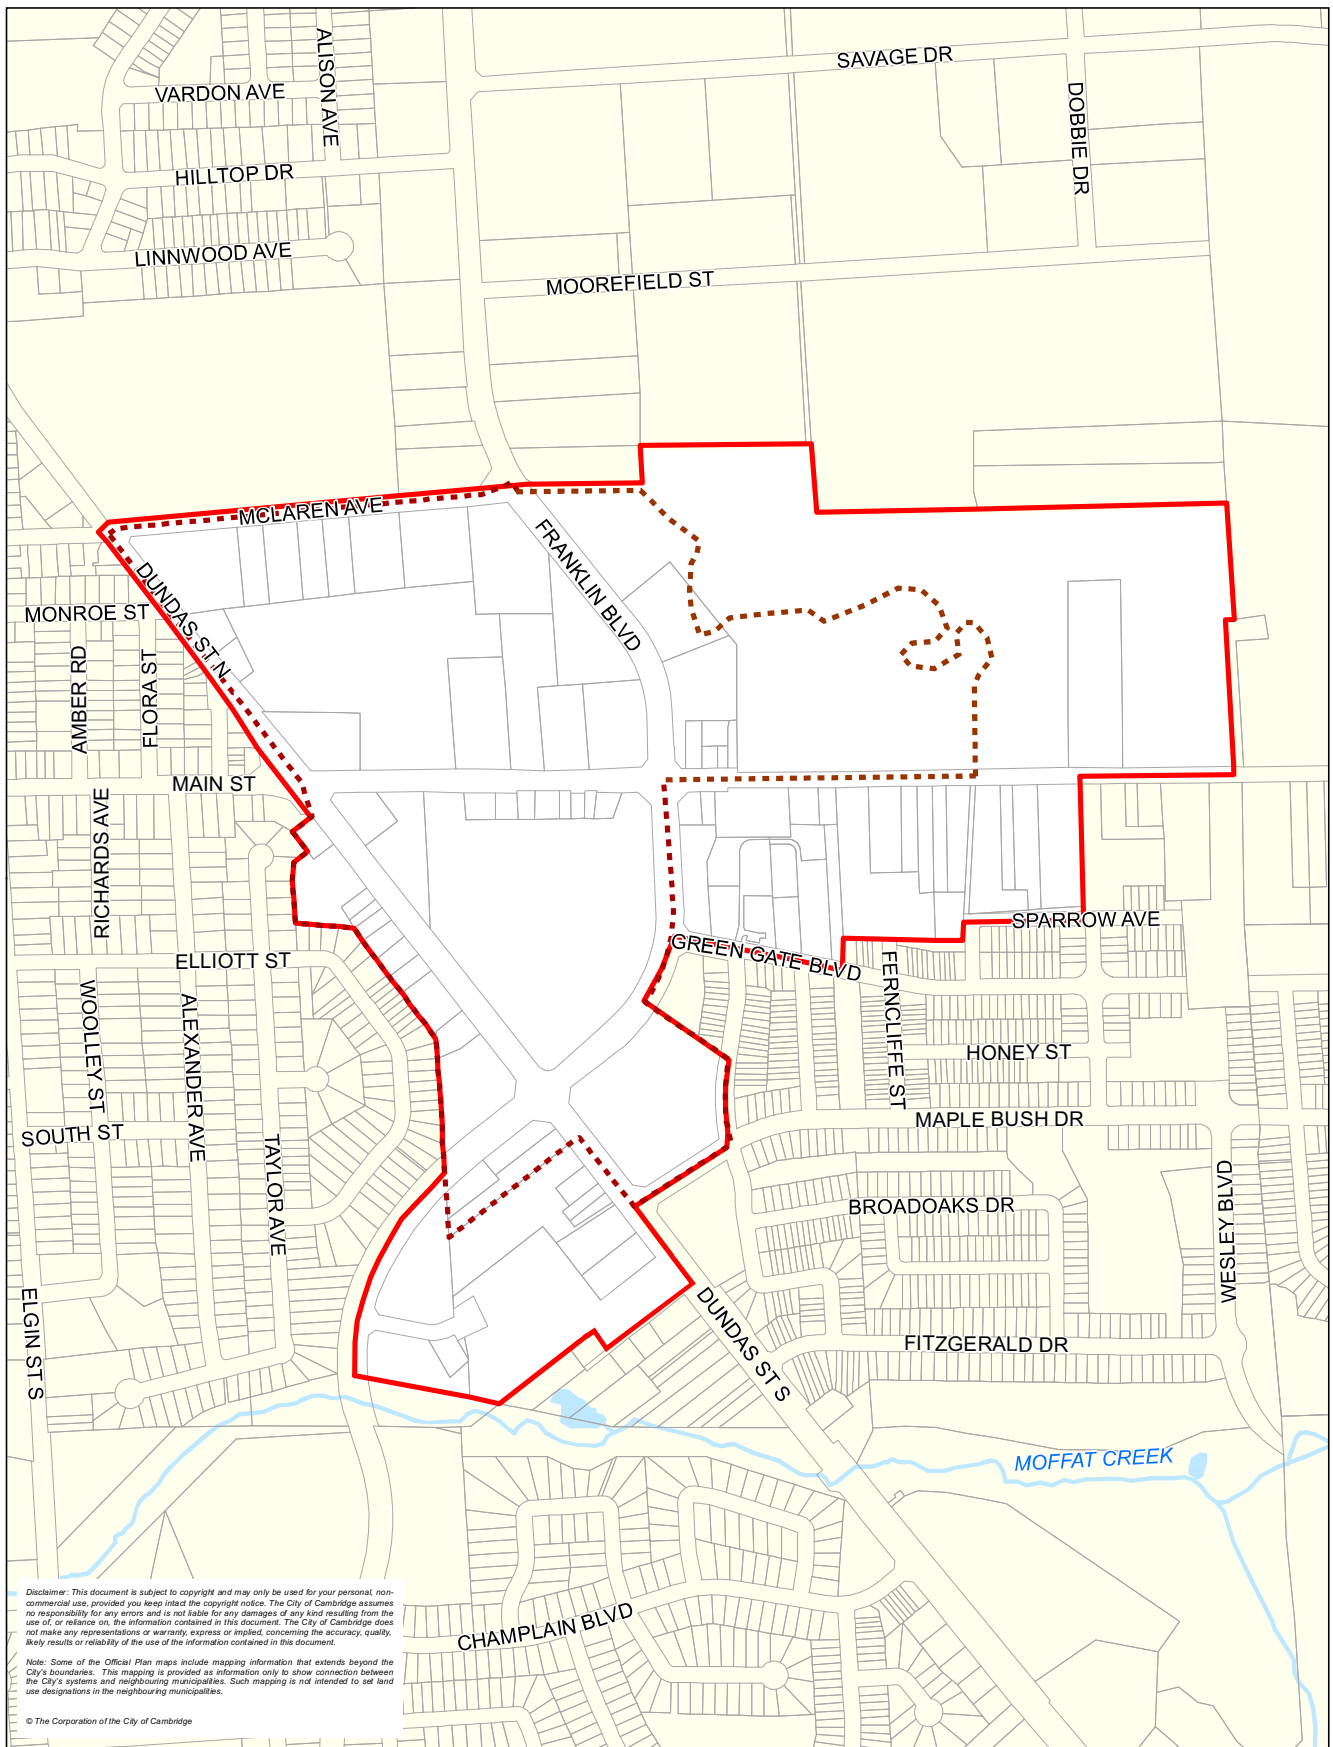 SAVAGE DR
ALISON AVE
VARDON AVE
DOBBIE DR
HILLTOP DR
LINNWOOD AVE
MOOREFIELD ST
MCLAREN AVE
FRANKLIN BLVD
DUNDAS ST N
MONROE ST
AMBER RD
FLORA ST
MAIN ST
RICHARDS AVE
SPARROW AVE
GREEN GATE BLVD
ELLIOTT ST
FERNCLIFFE ST
WOOLLEY ST
ALEXANDER AVE
HONEY ST
MAPLE BUSH DR
SOUTH ST
TAYLOR AVE
BROADOAKS DR
WESLEY BLVD
ELGIN ST S
DUNDAS ST S
FITZGERALD DR
MOFFAT CREEK
CHAMPLAIN BLVD
Disclaimer: This document is subject to copyright and may only be used for your personal, non-
commercial use, provided you keep intact the copyright notice. The City of Cambridge assumes
no responsibility for any errors and is not liable for any damages of any kind resulting from the
use of, or reliance on, the information contained in this document. The City of Cambridge does
not make any representations or warranty, express or implied, concerning the accuracy, quality,
likely results or reliability of the use of the information contained in this document.
Note: Some of the Official Plan maps include mapping information that extends beyond the
City's boundaries. This mapping is provided as information only to show connection between
the City's systems and neighbouring municipalities. Such mapping is not intended to set land
use designations in the neighbouring municipalities.
© The Corporation of the City of Cambridge